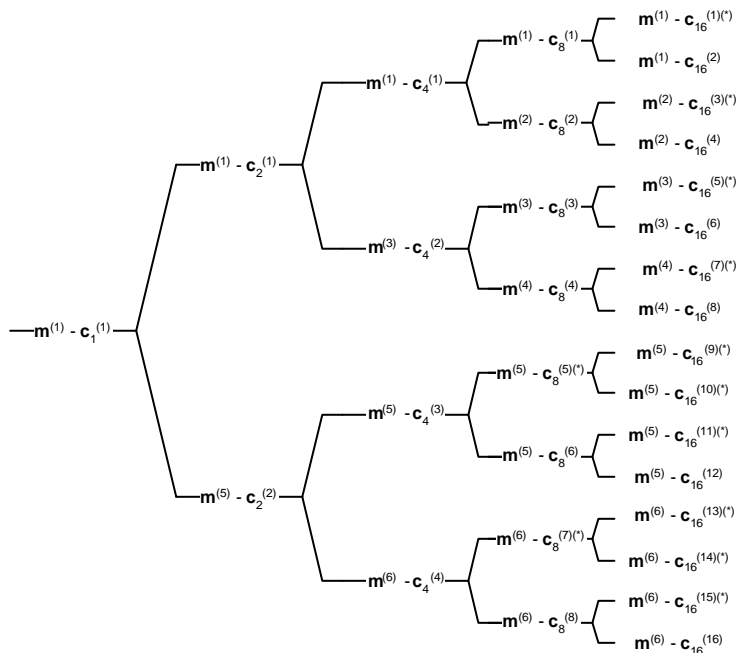 m(1) - c16(1)(*)
m(1) - c8(1)
m(1) - c16(2)
m(1) - c4(1)
m(2) - c16(3)(*)
m(2) - c8(2)
m(2) - c16(4)
m(1) - c2(1)
m(3) - c16(5)(*)
m(3) - c8(3)
m(3) - c16(6)
m(3) - c4(2)
m(4) - c16(7)(*)
m(4) - c8(4)
m(4) - c16(8)
m(1) - c1(1)
m(5) - c16(9)(*)
m(5) - c8(5)(*)
m(5) - c16(10)(*)
m(5) - c4(3)
m(5) - c16(11)(*)
m(5) - c8(6)
m(5) - c16(12)
m(5) - c2(2)
m(6) - c16(13)(*)
m(6) - c8(7)(*)
m(6) - c16(14)(*)
m(6) - c4(4)
m(6) - c16(15)(*)
m(6) - c8(8)
m(6) - c16(16)